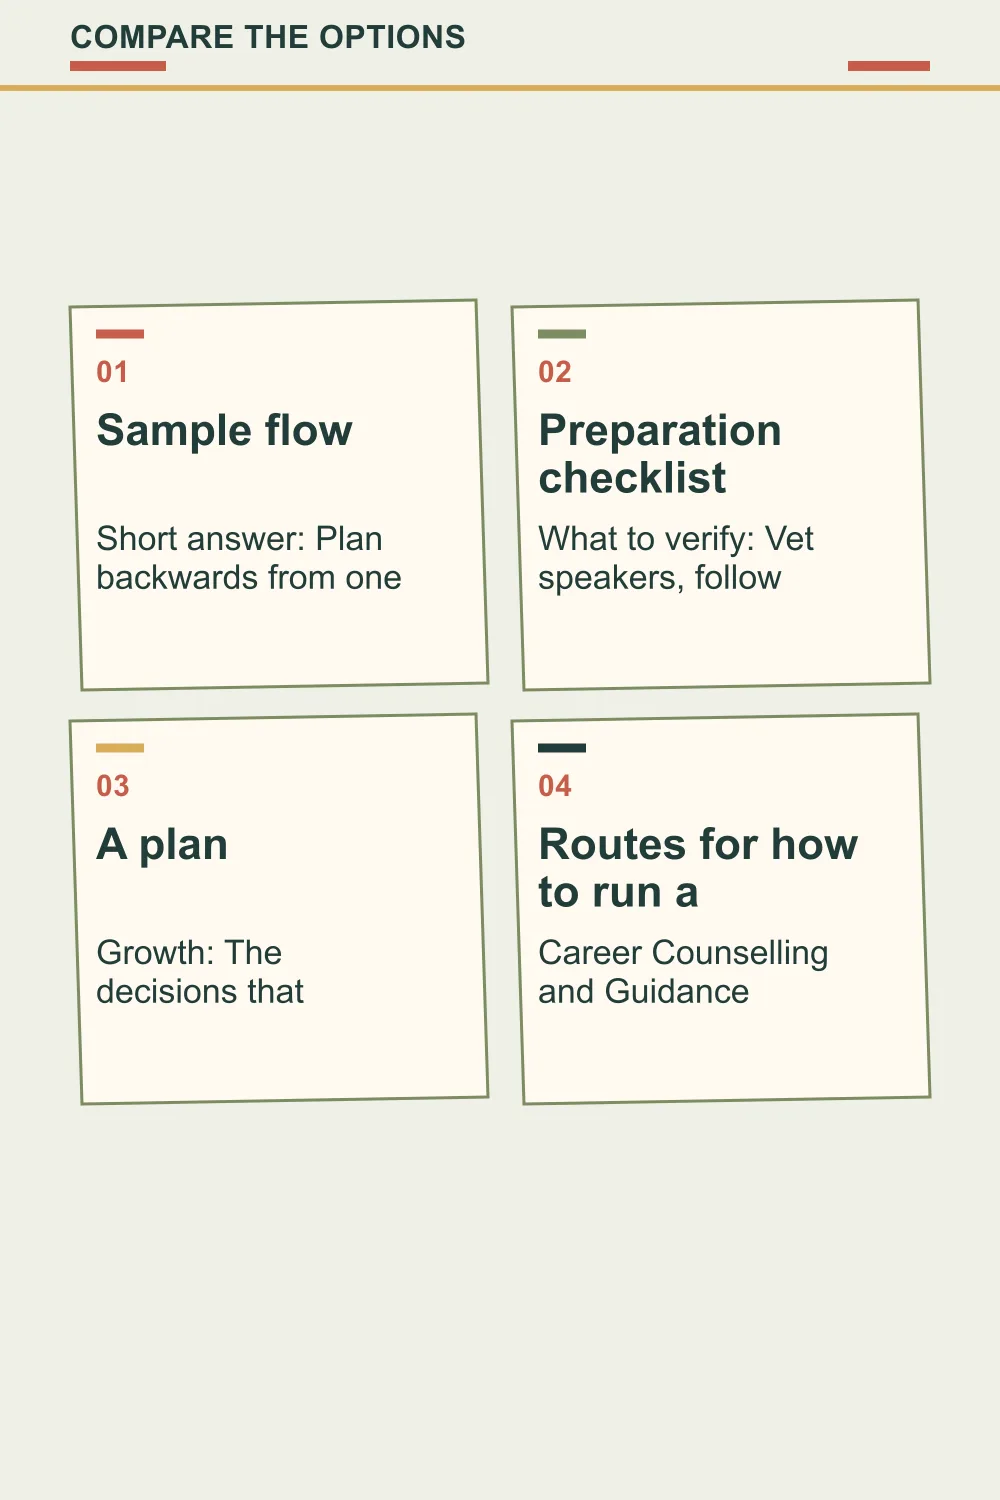 COMPARE THE OPTIONS
01
Sample flow
Short answer: Plan
backwards from one
02
Preparation
checklist
What to verify: Vet
speakers, follow
03
A plan
Growth: The
decisions that
04
Routes for how
to run a
Career Counselling
and Guidance